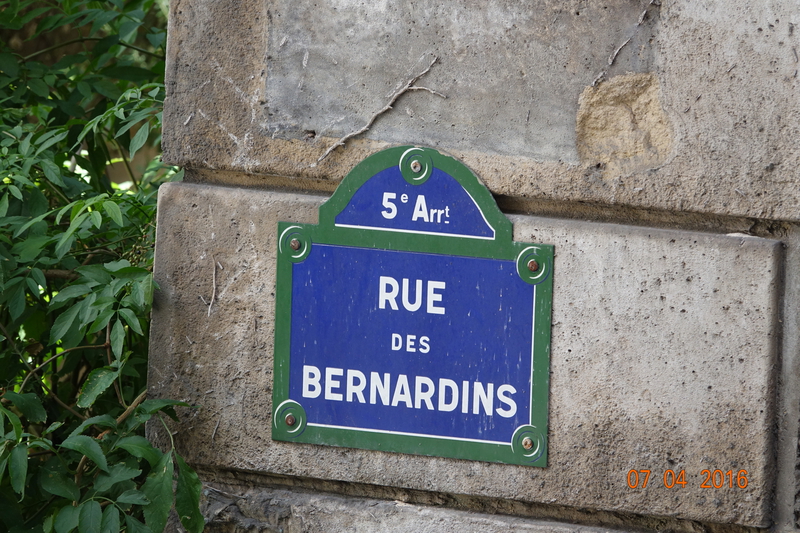 5e Arrt
RUE
DES
BERNARDINS
07 04 2016